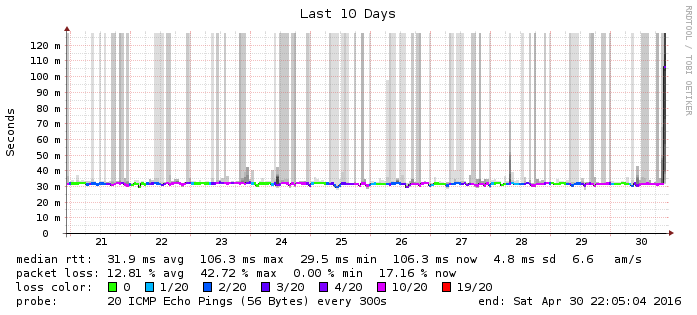 Last 10 Days
RRDTOOL / TOBI OETIKER
Seconds
120 m
110 m
100 m
90 m
80 m
70 m
60 m
50 m
40 m
30 m
20 m
10 m
0
21 22 23 24 25 26 27 28 29 30
median rtt: 31.9 ms avg 106.3 ms max 29.5 ms min 106.3 ms now 4.8 ms sd 6.6 am/s
packet loss: 12.81 % avg 42.72 % max 0.00 % min 17.16 % now
loss color: 0 1/20 2/20 3/20 4/20 10/20 19/20
probe: 20 ICMP Echo Pings (56 Bytes) every 300s end: Sat Apr 30 22:05:04 2016